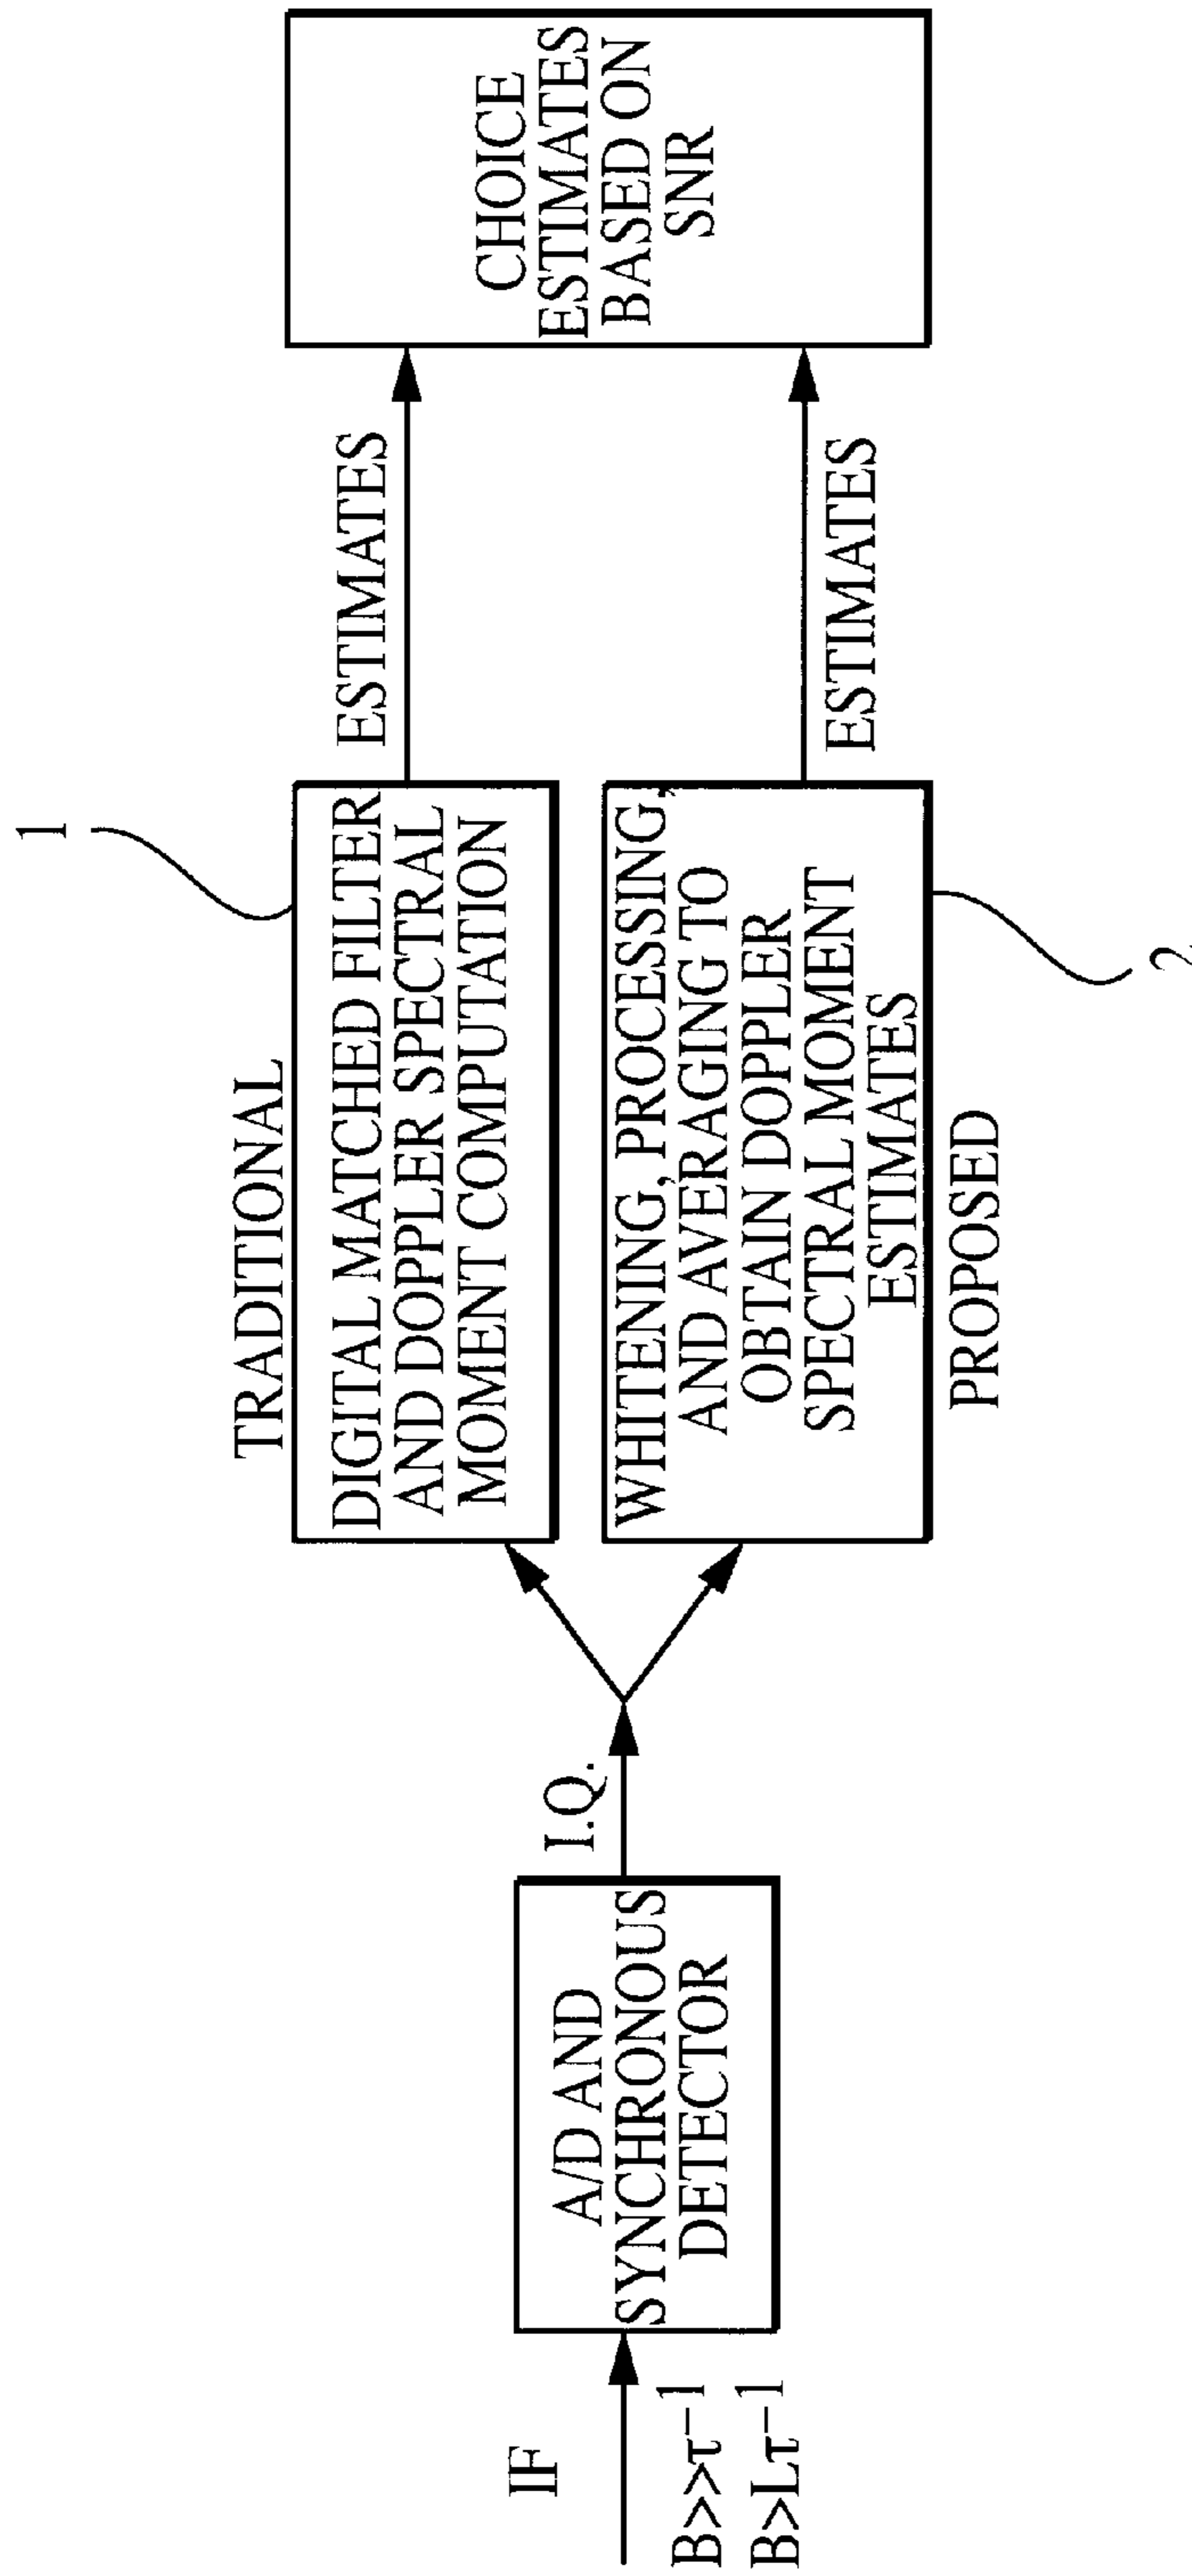 IF
B>>τ⁻¹
B>Lτ⁻¹
A/D AND
SYNCHRONOUS
DETECTOR
I.Q.
TRADITIONAL
DIGITAL MATCHED FILTER
AND DOPPLER SPECTRAL
MOMENT COMPUTATION
1
WHITENING, PROCESSING,
AND AVERAGING TO
OBTAIN DOPPLER
SPECTRAL MOMENT
ESTIMATES
PROPOSED
2
ESTIMATES
ESTIMATES
CHOICE
ESTIMATES
BASED ON
SNR